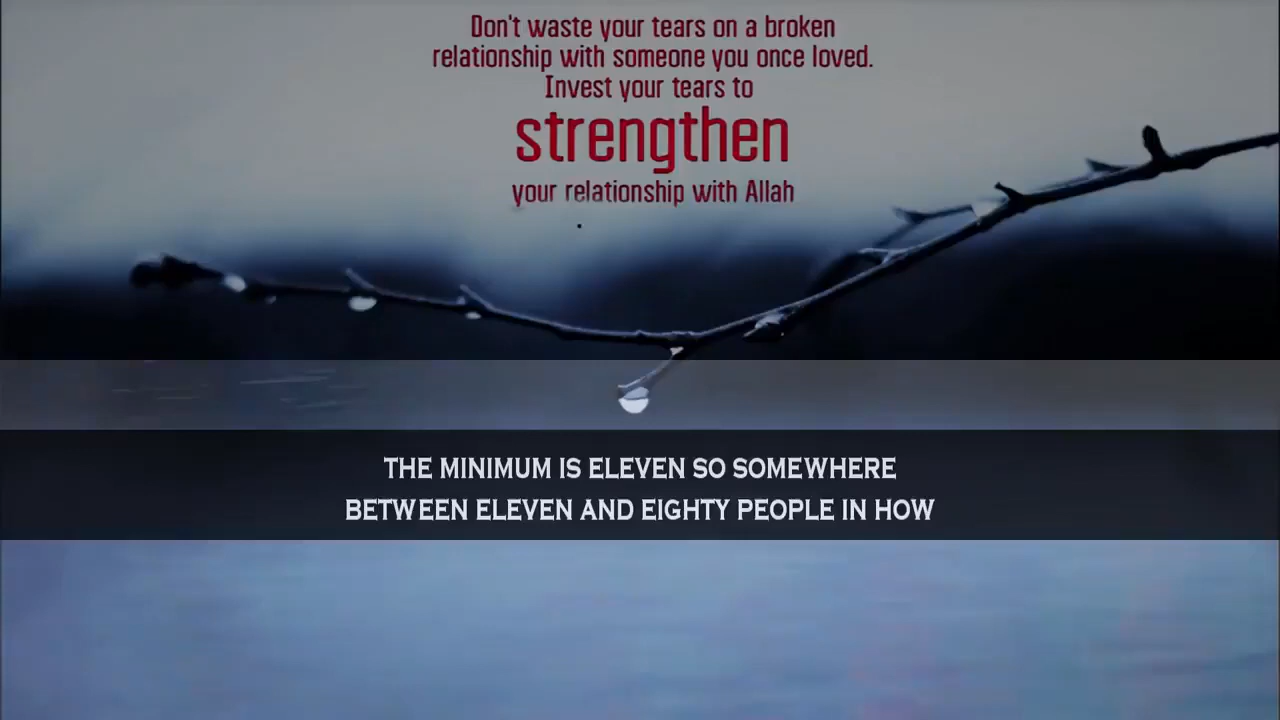 Don't waste your tears on a broken
relationship with someone you once loved.
Invest your tears to
strengthen
your relationship with Allah
THE MINIMUM IS ELEVEN SO SOMEWHERE
BETWEEN ELEVEN AND EIGHTY PEOPLE IN HOW